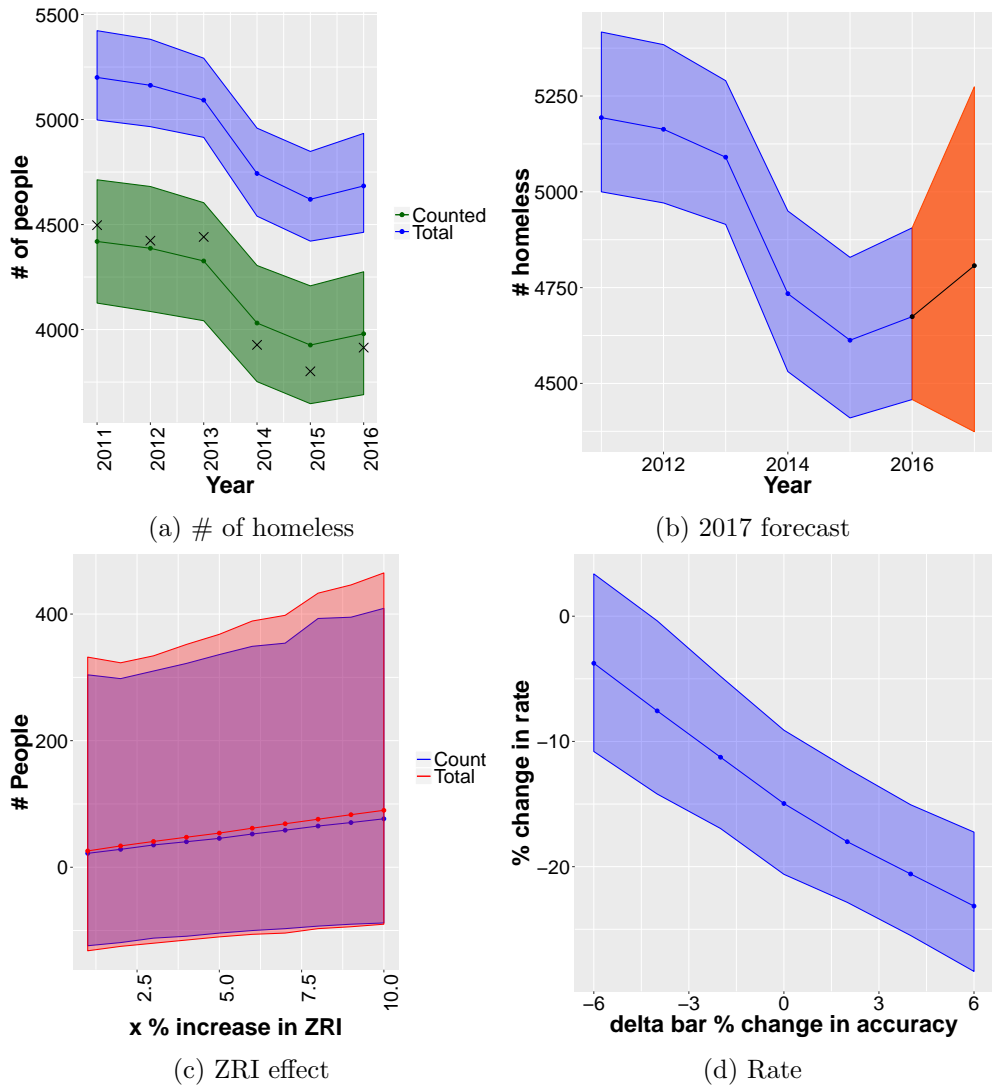 5500
5000
4500
4000
# of people
2011
2012
2013
2014
2015
2016
Year
Counted
Total
(a) # of homeless
5250
5000
4750
4500
# homeless
2012
2014
2016
Year
(b) 2017 forecast
400
200
0
# People
2.5
5.0
7.5
10.0
x % increase in ZRI
Count
Total
(c) ZRI effect
0
−10
−20
% change in rate
−6
−3
0
3
6
delta bar % change in accuracy
(d) Rate